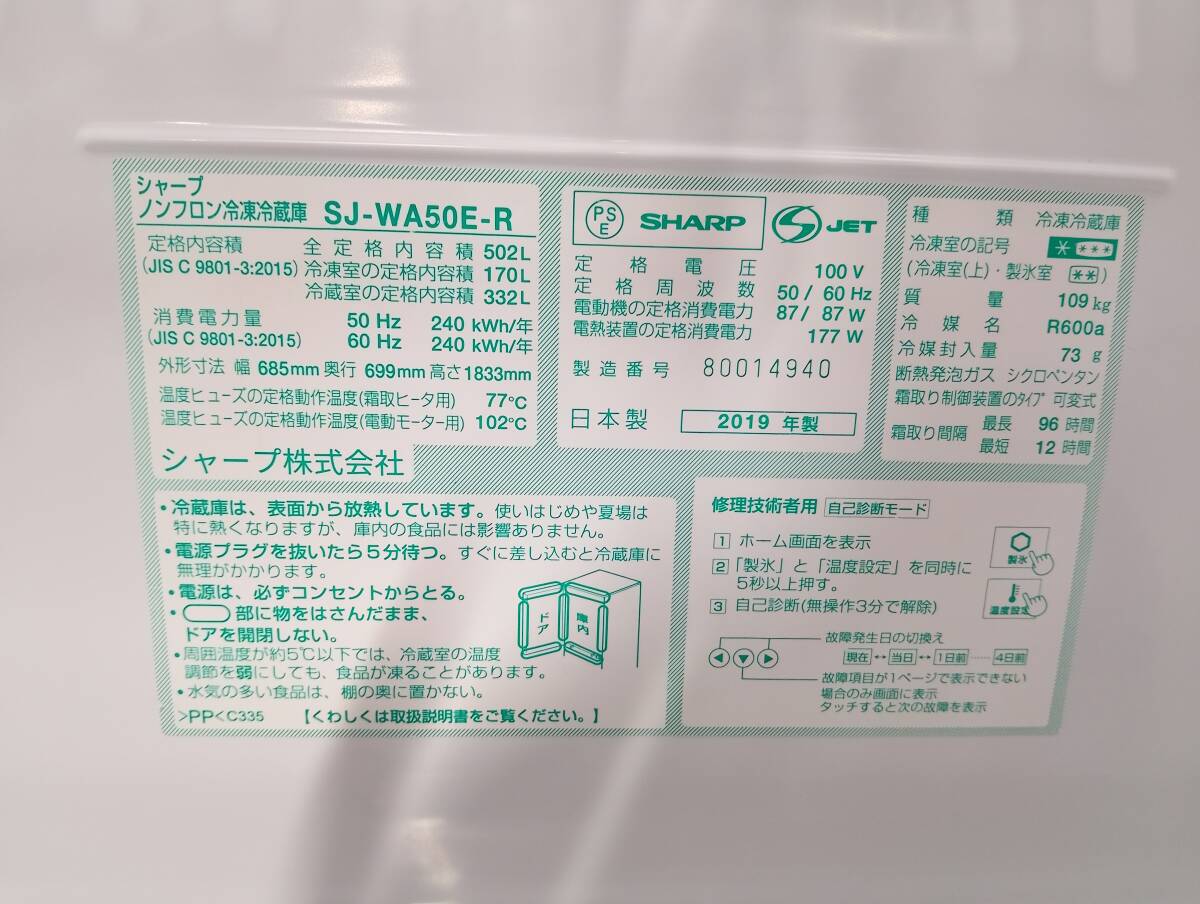 シャープ
ノンフロン冷凍冷蔵庫 SJ-WA50E-R
定格内容積 全定格内容積 502L
(JIS C 9801-3:2015) 冷凍室の定格内容積 170L
冷蔵室の定格内容積 332L
消費電力量 50 Hz 240 kWh/年
(JIS C 9801-3:2015) 60 Hz 240 kWh/年
外形寸法 幅 685mm 奥行 699mm 高さ1833mm
温度ヒューズの定格動作温度(霜取ヒータ用) 77℃
温度ヒューズの定格動作温度(電動モーター用) 102℃
シャープ株式会社
PS
E
SHARP
S JET
定格電圧 100 V
定格周波数 50 / 60 Hz
電動機の定格消費電力 87/ 87 W
電熱装置の定格消費電力 177 W
製造番号 80014940
日本製 2019 年製
種類 冷凍冷蔵庫
冷凍室の記号 * ***
(冷凍室(上)・製氷室 **)
質量 109kg
冷媒名 R600a
冷媒封入量 73 g
断熱発泡ガス シクロペンタン
霜取り制御装置のタイプ 可変式
霜取り間隔 最長 96 時間
最短 12 時間
・冷蔵庫は、表面から放熱しています。使いはじめや夏場は
特に熱くなりますが、庫内の食品には影響ありません。
・電源プラグを抜いたら5分待つ。すぐに差し込むと冷蔵庫に
無理がかかります。
・電源は、必ずコンセントからとる。
・部に物をはさんだまま、
ドアを開閉しない。
・周囲温度が約5℃以下では、冷蔵室の温度
調節を弱にしても、食品が凍ることがあります。
・水気の多い食品は、棚の奥に置かない。
>PP< C335 【くわしくは取扱説明書をご覧ください。】
ドア
庫内
修理技術者用 自己診断モード
1 ホーム画面を表示
2 「製氷」と「温度設定」を同時に
5秒以上押す。
3 自己診断(無操作3分で解除)
製氷
温度設定
故障発生日の切換え
◀ ▼ ▶ 現在 ↔ 当日 ↔ 1日前 ⋯⋯ 4日前
故障項目が1ページで表示できない
場合のみ画面に表示
タッチすると次の故障を表示